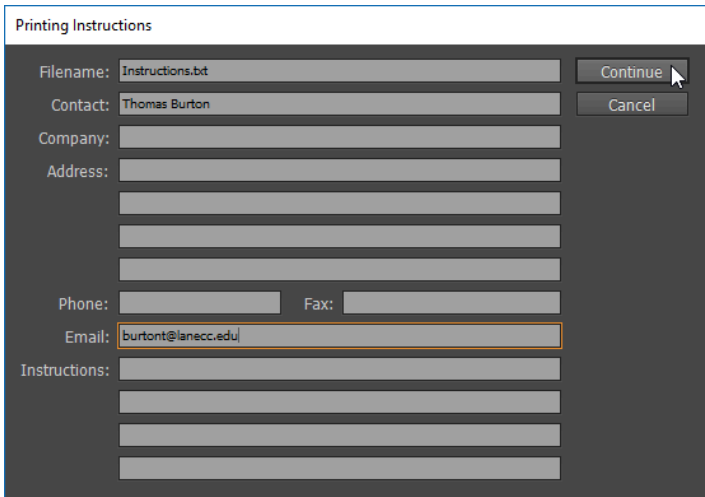 Printing Instructions
Filename: Instructions.txt Continue
Contact: Thomas Burton Cancel
Company:
Address:
Phone: Fax:
Email: burtont@lanecc.edu
Instructions: